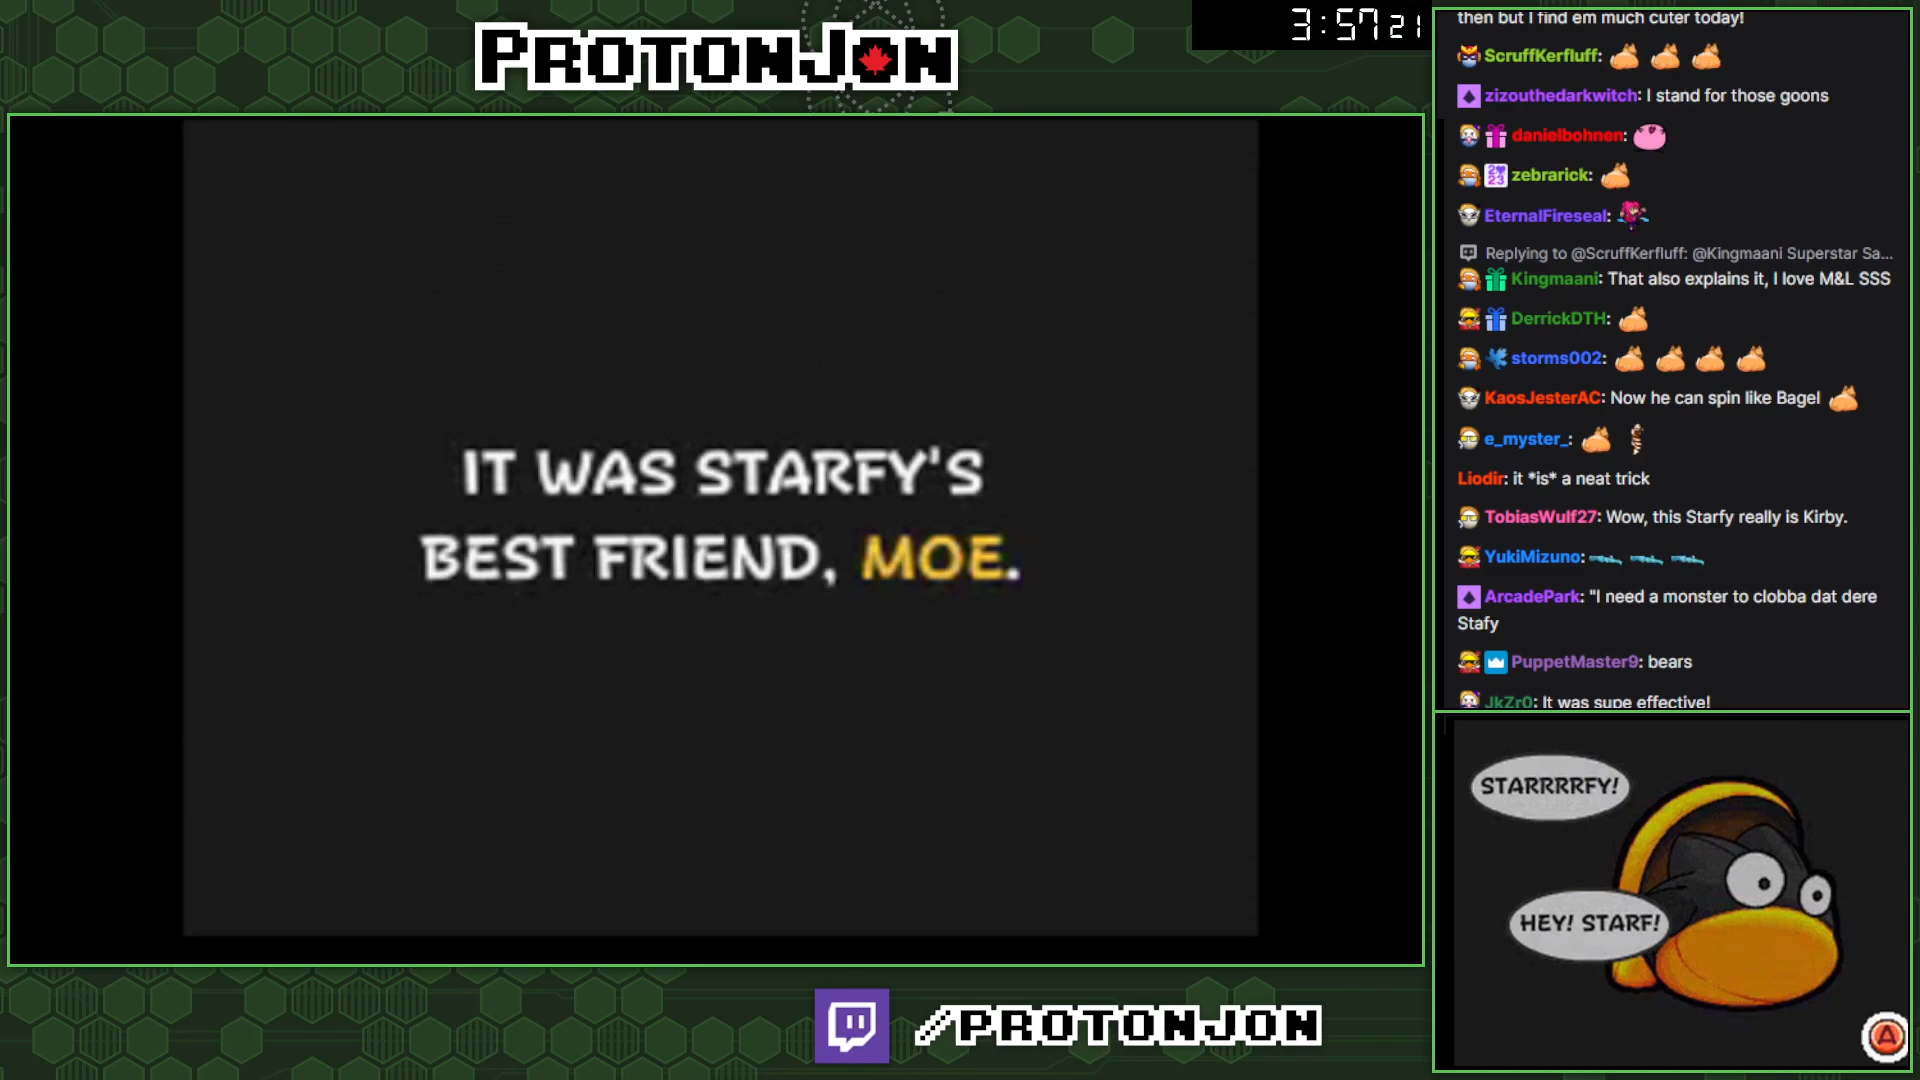 PROTONJON
3:57 21
IT WAS STARFY'S
BEST FRIEND, MOE.
/PROTONJON
then but I find em much cuter today!
ScruffKerfluff:
zizouthedarkwitch: I stand for those goons
danielbohnen:
2023 zebrarick:
EternalFireseal:
Replying to @ScruffKerfluff: @Kingmaani Superstar Sa...
Kingmaani: That also explains it, I love M&L SSS
DerrickDTH:
storms002:
KaosJesterAC: Now he can spin like Bagel
e_myster_:
Liodir: it *is* a neat trick
TobiasWulf27: Wow, this Starfy really is Kirby.
YukiMizuno:
ArcadePark: "I need a monster to clobba dat dere
Stafy
PuppetMaster9: bears
JkZr0: It was supe effective!
STARRRRFY!
HEY! STARF!
A